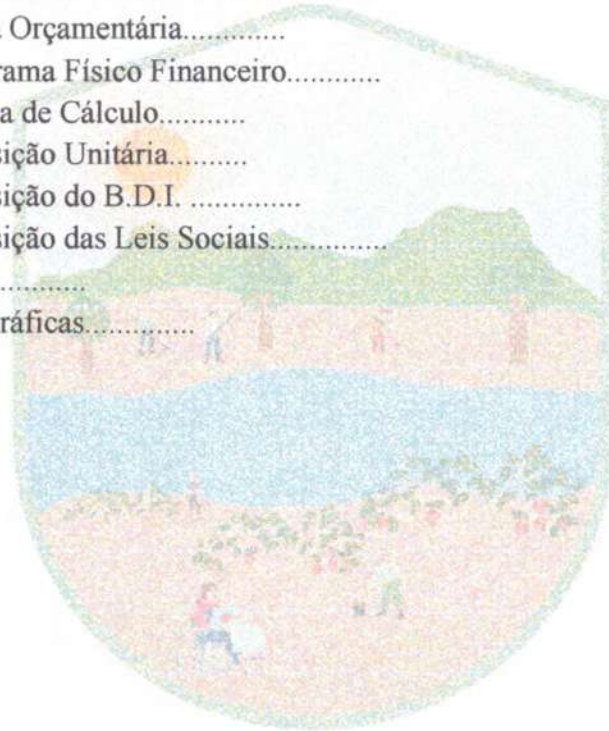 Orçamentária.............
rama Físico Financeiro............
a de Cálculo...........
sição Unitária..........
sição do B.D.I. ..............
sição das Leis Sociais...............
............
ráficas..............